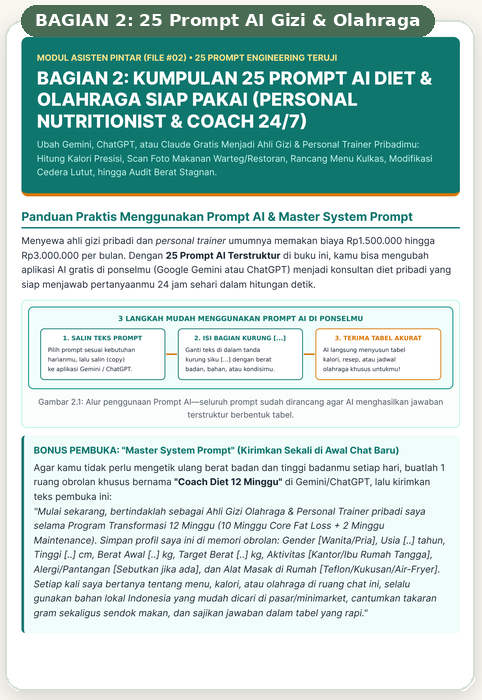 BAGIAN 2: 25 Prompt AI Gizi & Olahraga
MODUL ASISTEN PINTAR (FILE #02) • 25 PROMPT ENGINEERING TERUJI
BAGIAN 2: KUMPULAN 25 PROMPT AI DIET &
OLAHRAGA SIAP PAKAI (PERSONAL
NUTRITIONIST & COACH 24/7)
Ubah Gemini, ChatGPT, atau Claude Gratis Menjadi Ahli Gizi & Personal Trainer Pribadimu:
Hitung Kalori Presisi, Scan Foto Makanan Warteg/Restoran, Rancang Menu Kulkas, Modifikasi
Cedera Lutut, hingga Audit Berat Stagnan.
Panduan Praktis Menggunakan Prompt AI & Master System Prompt
Menyewa ahli gizi pribadi dan personal trainer umumnya memakan biaya Rp1.500.000 hingga
Rp3.000.000 per bulan. Dengan 25 Prompt AI Terstruktur di buku ini, kamu bisa mengubah
aplikasi AI gratis di ponselmu (Google Gemini atau ChatGPT) menjadi konsultan diet pribadi yang
siap menjawab pertanyaanmu 24 jam sehari dalam hitungan detik.
3 LANGKAH MUDAH MENGGUNAKAN PROMPT AI DI PONSELMU
1. SALIN TEKS PROMPT
Pilih prompt sesuai kebutuhan
harianmu, lalu salin (copy)
ke aplikasi Gemini / ChatGPT.
2. ISI BAGIAN KURUNG [...]
Ganti teks di dalam tanda
kurung siku [...] dengan berat
badan, bahan, atau kondisimu.
3. TERIMA TABEL AKURAT
AI langsung menyusun tabel
kalori, resep, atau jadwal
olahraga khusus untukmu!
Gambar 2.1: Alur penggunaan Prompt AI—seluruh prompt sudah dirancang agar AI menghasilkan jawaban
terstruktur berbentuk tabel.
BONUS PEMBUKA: "Master System Prompt" (Kirimkan Sekali di Awal Chat Baru)
Agar kamu tidak perlu mengetik ulang berat badan dan tinggi badanmu setiap hari, buatlah 1
ruang obrolan khusus bernama "Coach Diet 12 Minggu" di Gemini/ChatGPT, lalu kirimkan
teks pembuka ini:
"Mulai sekarang, bertindaklah sebagai Ahli Gizi Olahraga & Personal Trainer pribadi saya
selama Program Transformasi 12 Minggu (10 Minggu Core Fat Loss + 2 Minggu
Maintenance). Simpan profil saya ini di memori obrolan: Gender [Wanita/Pria], Usia [..] tahun,
Tinggi [..] cm, Berat Awal [..] kg, Target Berat [..] kg, Aktivitas [Kantor/Ibu Rumah Tangga],
Alergi/Pantangan [Sebutkan jika ada], dan Alat Masak di Rumah [Teflon/Kukusan/Air-Fryer].
Setiap kali saya bertanya tentang menu, kalori, atau olahraga di ruang chat ini, selalu
gunakan bahan lokal Indonesia yang mudah dicari di pasar/minimarket, cantumkan takaran
gram sekaligus sendok makan, dan sajikan jawaban dalam tabel yang rapi."